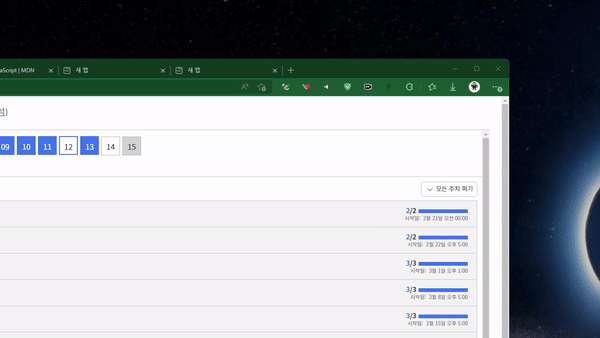 aScript | MDN
새 탭
새 탭
석)
09 10 11 12 13 14 15
모든 주차 펴기
2/2
시작일: 2월 21일 오전 00:00
2/2
시작일: 2월 22일 오후 5:00
3/3
시작일: 3월 1일 오후 1:00
3/3
시작일: 3월 8일 오후 5:00
3/3
시작일: 3월 15일 오후 5:00